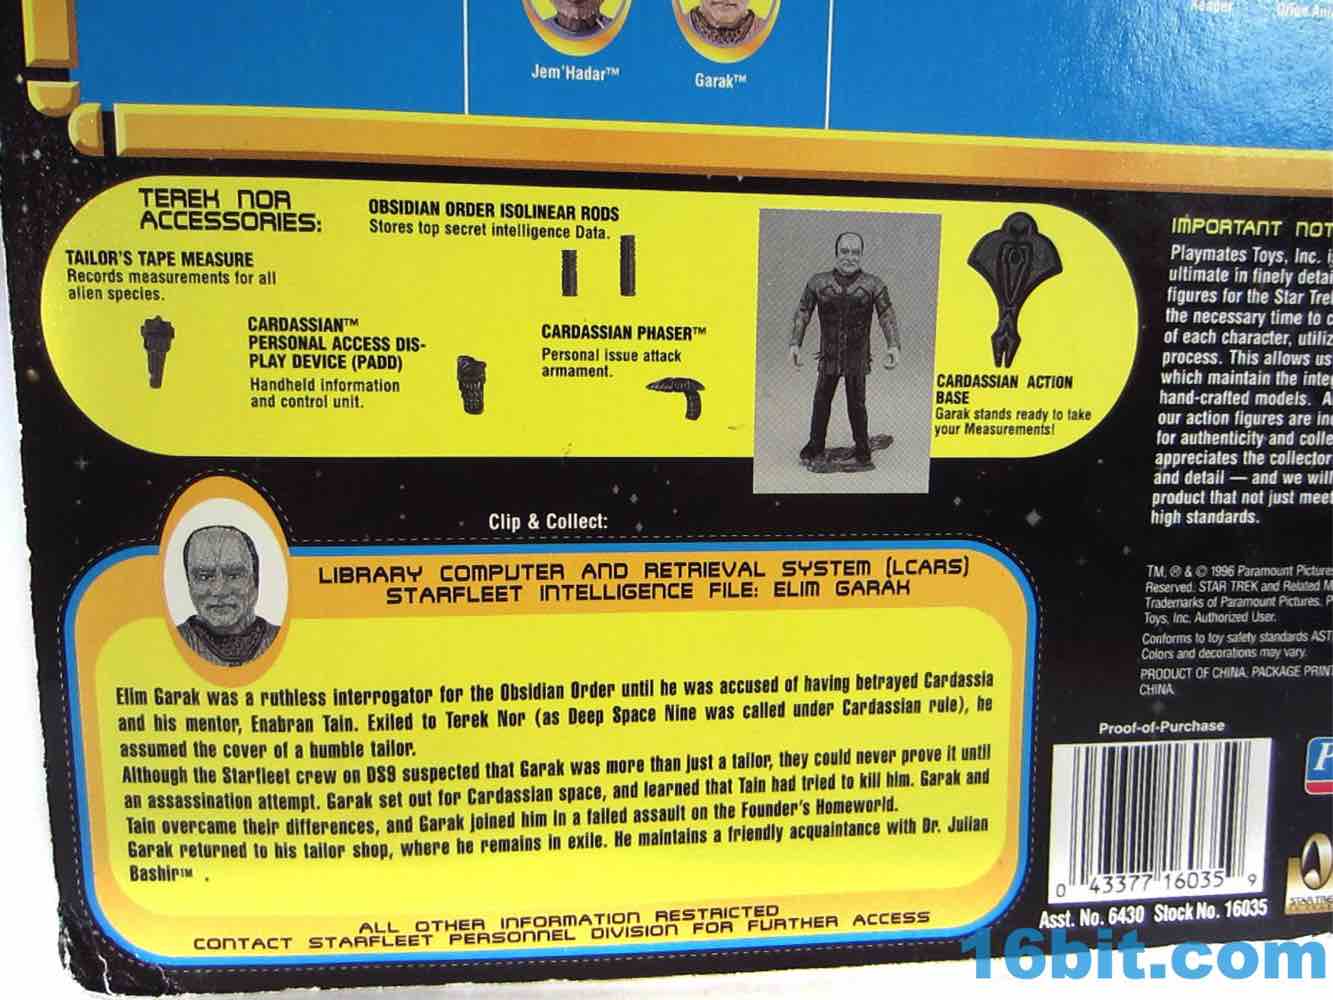 Jem'Hadar™
Garak™
Keeper
Orion Ani
TEREK NOR
ACCESSORIES:
TAILOR'S TAPE MEASURE
Records measurements for all
alien species.
OBSIDIAN ORDER ISOLINEAR RODS
Stores top secret intelligence Data.
CARDASSIAN™
PERSONAL ACCESS DIS-
PLAY DEVICE (PADD)
Handheld information
and control unit.
CARDASSIAN PHASER™
Personal issue attack
armament.
CARDASSIAN ACTION
BASE
Garak stands ready to take
your Measurements!
IMPORTANT NOT
Playmates Toys, Inc. i
ultimate in finely detai
figures for the Star Tre
the necessary time to c
of each character, utiliz
process. This allows us
which maintain the inte
hand-crafted models. A
our action figures are in
for authenticity and colle
appreciates the collector
and detail — and we will
product that not just meet
high standards.
TM, ® & © 1996 Paramount Picture
Reserved. STAR TREK and Related M
Trademarks of Paramount Pictures. P
Toys, Inc. Authorized User.
Conforms to toy safety standards AST
Colors and decorations may vary.
PRODUCT OF CHINA. PACKAGE PRIN
CHINA.
Clip & Collect:
LIBRARY COMPUTER AND RETRIEVAL SYSTEM (LCARS)
STARFLEET INTELLIGENCE FILE: ELIM GARAK
Elim Garak was a ruthless interrogator for the Obsidian Order until he was accused of having betrayed Cardassia
and his mentor, Enabran Tain. Exiled to Terek Nor (as Deep Space Nine was called under Cardassian rule), he
assumed the cover of a humble tailor.
Although the Starfleet crew on DS9 suspected that Garak was more than just a tailor, they could never prove it until
an assassination attempt. Garak set out for Cardassian space, and learned that Tain had tried to kill him. Garak and
Tain overcame their differences, and Garak joined him in a failed assault on the Founder's Homeworld.
Garak returned to his tailor shop, where he remains in exile. He maintains a friendly acquaintance with Dr. Julian
Bashir™ .
ALL OTHER INFORMATION RESTRICTED
CONTACT STARFLEET PERSONNEL DIVISION FOR FURTHER ACCESS
Proof-of-Purchase
0 43377 16035 9
Asst. No. 6430 Stock No. 16035
16bit.com